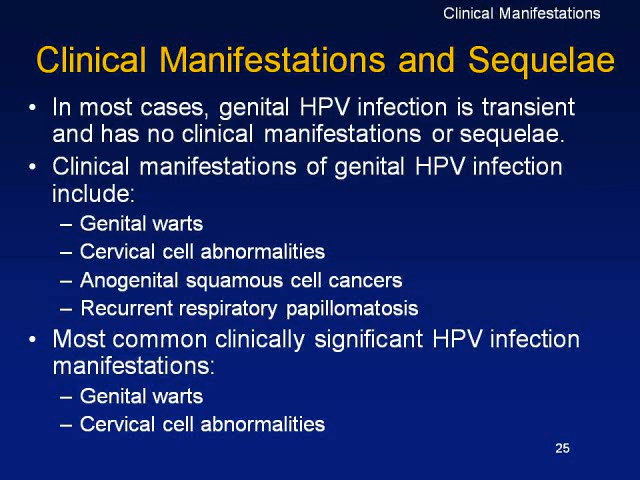 Clinical Manifestations
Clinical Manifestations and Sequelae
• In most cases, genital HPV infection is transient
and has no clinical manifestations or sequelae.
• Clinical manifestations of genital HPV infection
include:
– Genital warts
– Cervical cell abnormalities
– Anogenital squamous cell cancers
– Recurrent respiratory papillomatosis
• Most common clinically significant HPV infection
manifestations:
– Genital warts
– Cervical cell abnormalities
25